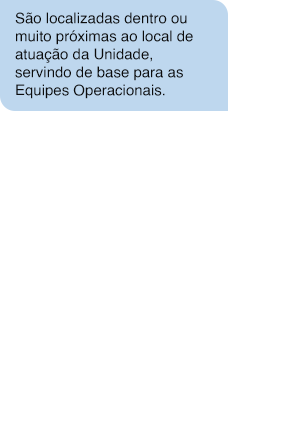 São localizadas dentro ou
muito próximas ao local de
atuação da Unidade,
servindo de base para as
Equipes Operacionais.